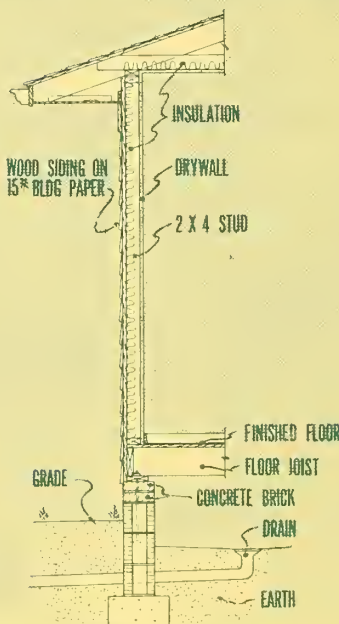 INSULATION
WOOD SIDING ON
15# BLDG PAPER
DRYWALL
2 X 4 STUD
FINISHED FLOOR
FLOOR JOIST
GRADE
CONCRETE BRICK
DRAIN
EARTH